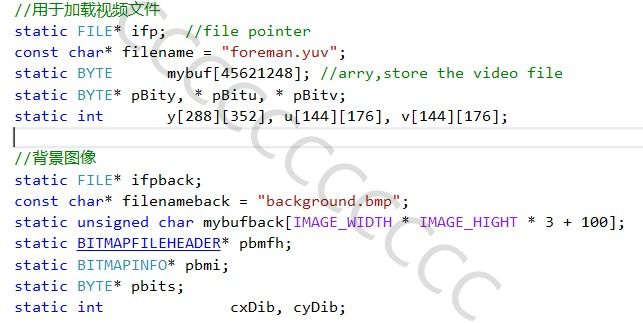 //用于加载视频文件
static FILE* ifp;  //file pointer
const char* filename = "foreman.yuv";
static BYTE      mybuf[45621248]; //arry,store the video file
static BYTE* pBity, * pBitu, * pBitv;
static int       y[288][352], u[144][176], v[144][176];
//背景图像
static FILE* ifpback;
const char* filenameback = "background.bmp";
static unsigned char mybufback[IMAGE_WIDTH * IMAGE_HIGHT * 3 + 100];
static BITMAPFILEHEADER* pbmfh;
static BITMAPINFO* pbmi;
static BYTE* pbits;
static int              cxDib, cyDib;
CCCCCCCCCCC